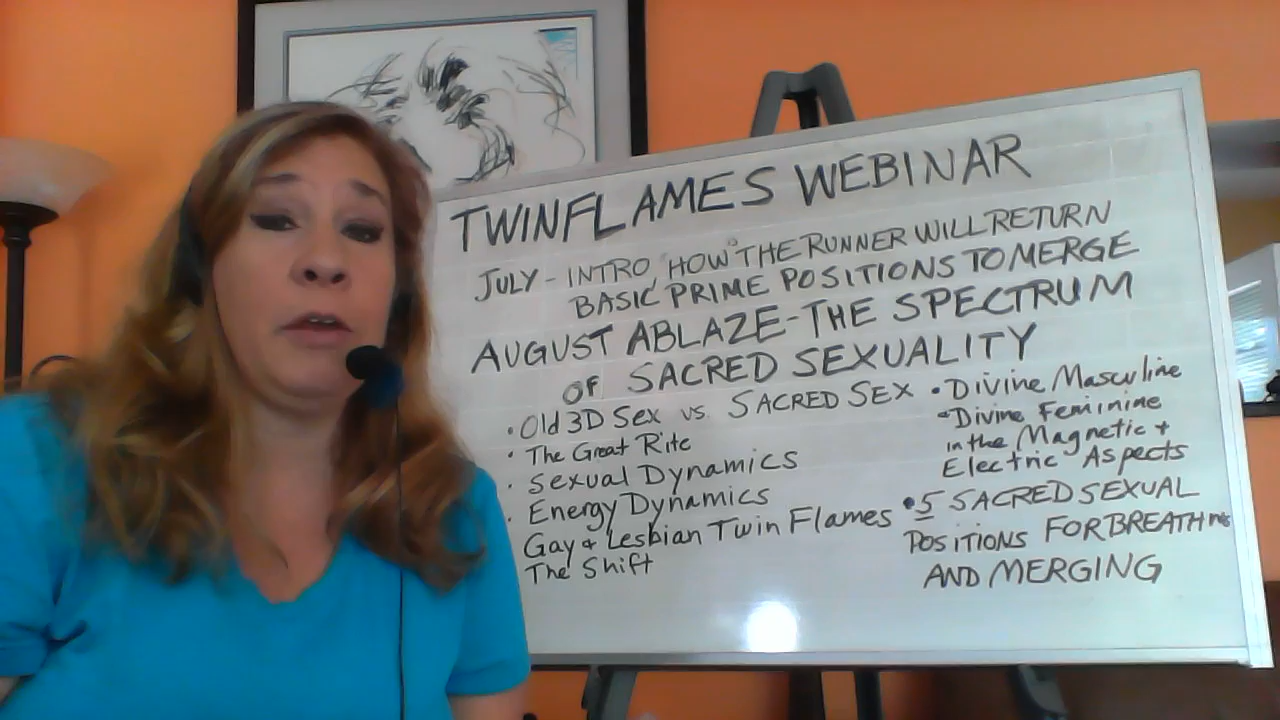 TWINFLAMES WEBINAR
JULY - INTRO, HOW THE RUNNER WILL RETURN
BASIC PRIME POSITIONS TO MERGE
AUGUST ABLAZE - THE SPECTRUM
OF SACRED SEXUALITY
• Old 3D Sex vs. SACRED SEX
• The Great Rite
• Sexual Dynamics
• Energy Dynamics
Gay & Lesbian Twin Flames
The Shift
• Divine Masculine
• Divine Feminine
in the Magnetic +
Electric Aspects
• 5 SACRED SEXUAL
POSITIONS FOR BREATHING
AND MERGING